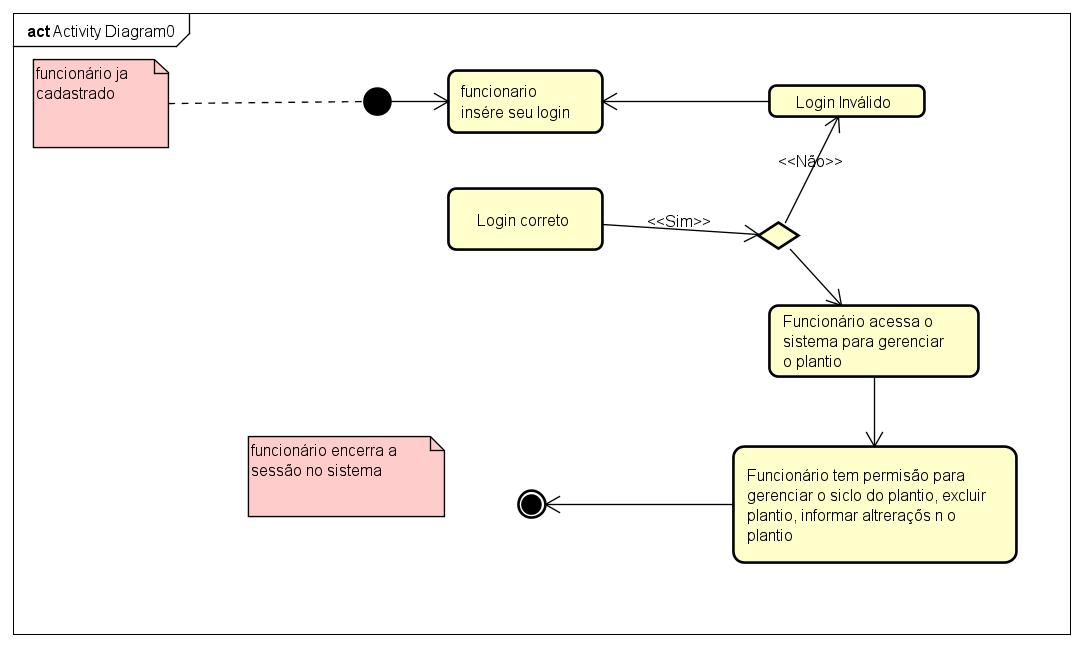 act Activity Diagram0
funcionário ja
cadastrado
funcionario
insére seu login
Login Inválido
<<Não>>
Login correto
<<Sim>>
Funcionário acessa o
sistema para gerenciar
o plantio
funcionário encerra a
sessão no sistema
Funcionário tem permisão para
gerenciar o siclo do plantio, excluir
plantio, informar altreraçõs n o
plantio